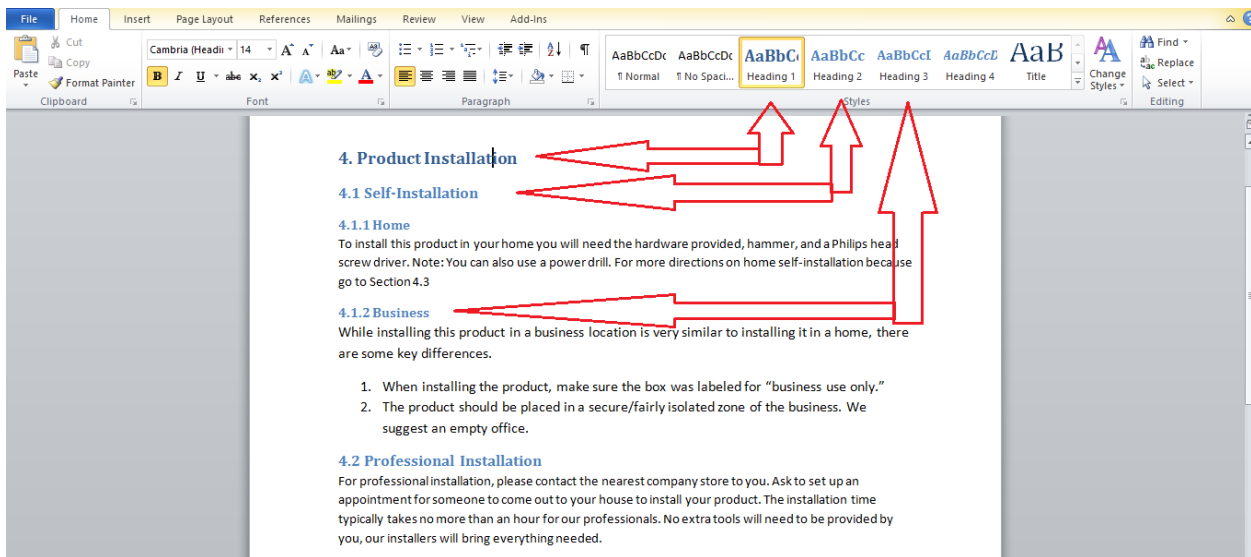 File Home Insert Page Layout References Mailings Review View Add-Ins
Cut
Copy
Format Painter
Paste
Clipboard
Cambria (Headi 14
Font
Paragraph
AaBbCcDc AaBbCcDc AaBbC AaBbCc AaBbCcI AaBbCcD AaB
¶ Normal ¶ No Spaci... Heading 1 Heading 2 Heading 3 Heading 4 Title
Change Styles
Styles
Find
Replace
Select
Editing
4. Product Installation
4.1 Self-Installation
4.1.1 Home
To install this product in your home you will need the hardware provided, hammer, and a Philips head
screw driver. Note: You can also use a power drill. For more directions on home self-installation because
go to Section 4.3
4.1.2 Business
While installing this product in a business location is very similar to installing it in a home, there
are some key differences.
1. When installing the product, make sure the box was labeled for “business use only.”
2. The product should be placed in a secure/fairly isolated zone of the business. We
suggest an empty office.
4.2 Professional Installation
For professional installation, please contact the nearest company store to you. Ask to set up an
appointment for someone to come out to your house to install your product. The installation time
typically takes no more than an hour for our professionals. No extra tools will need to be provided by
you, our installers will bring everything needed.